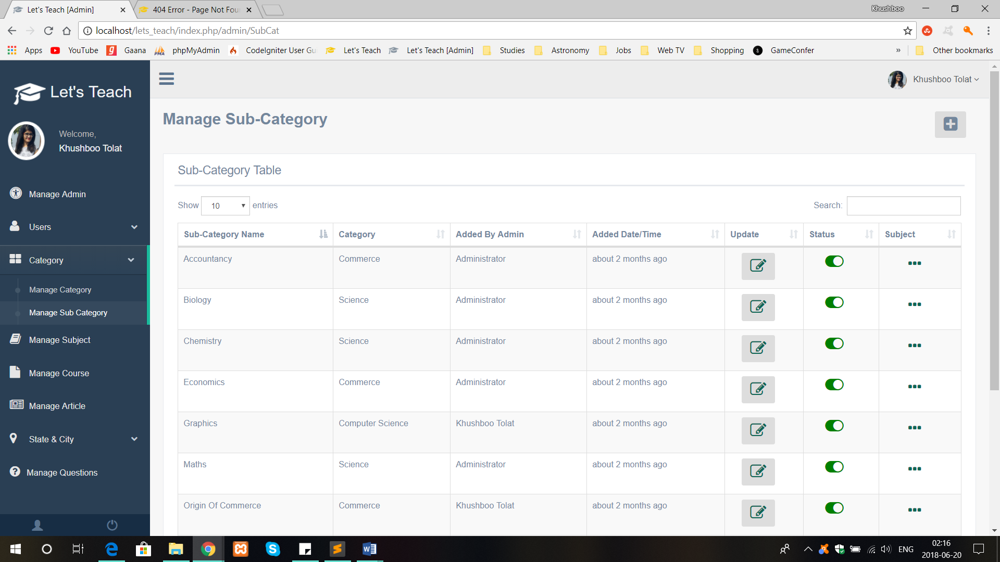 Let's Teach [Admin]
404 Error - Page Not Fou
Khushboo
localhost/lets_teach/index.php/admin/SubCat
Apps YouTube Gaana phpMyAdmin CodeIgniter User Gu Let's Teach Let's Teach [Admin] Studies Astronomy Jobs Web TV Shopping GameConfer » Other bookmarks
Let's Teach
Khushboo Tolat
Welcome,
Khushboo Tolat
Manage Admin
Users
Category
Manage Category
Manage Sub Category
Manage Subject
Manage Course
Manage Article
State & City
Manage Questions
Manage Sub-Category
Sub-Category Table
Show 10 entries
Search:
Sub-Category Name Category Added By Admin Added Date/Time Update Status Subject
Accountancy Commerce Administrator about 2 months ago
Biology Science Administrator about 2 months ago
Chemistry Science Administrator about 2 months ago
Economics Commerce Administrator about 2 months ago
Graphics Computer Science Khushboo Tolat about 2 months ago
Maths Science Administrator about 2 months ago
Origin Of Commerce Commerce Khushboo Tolat about 2 months ago
ENG
02:16
2018-06-20